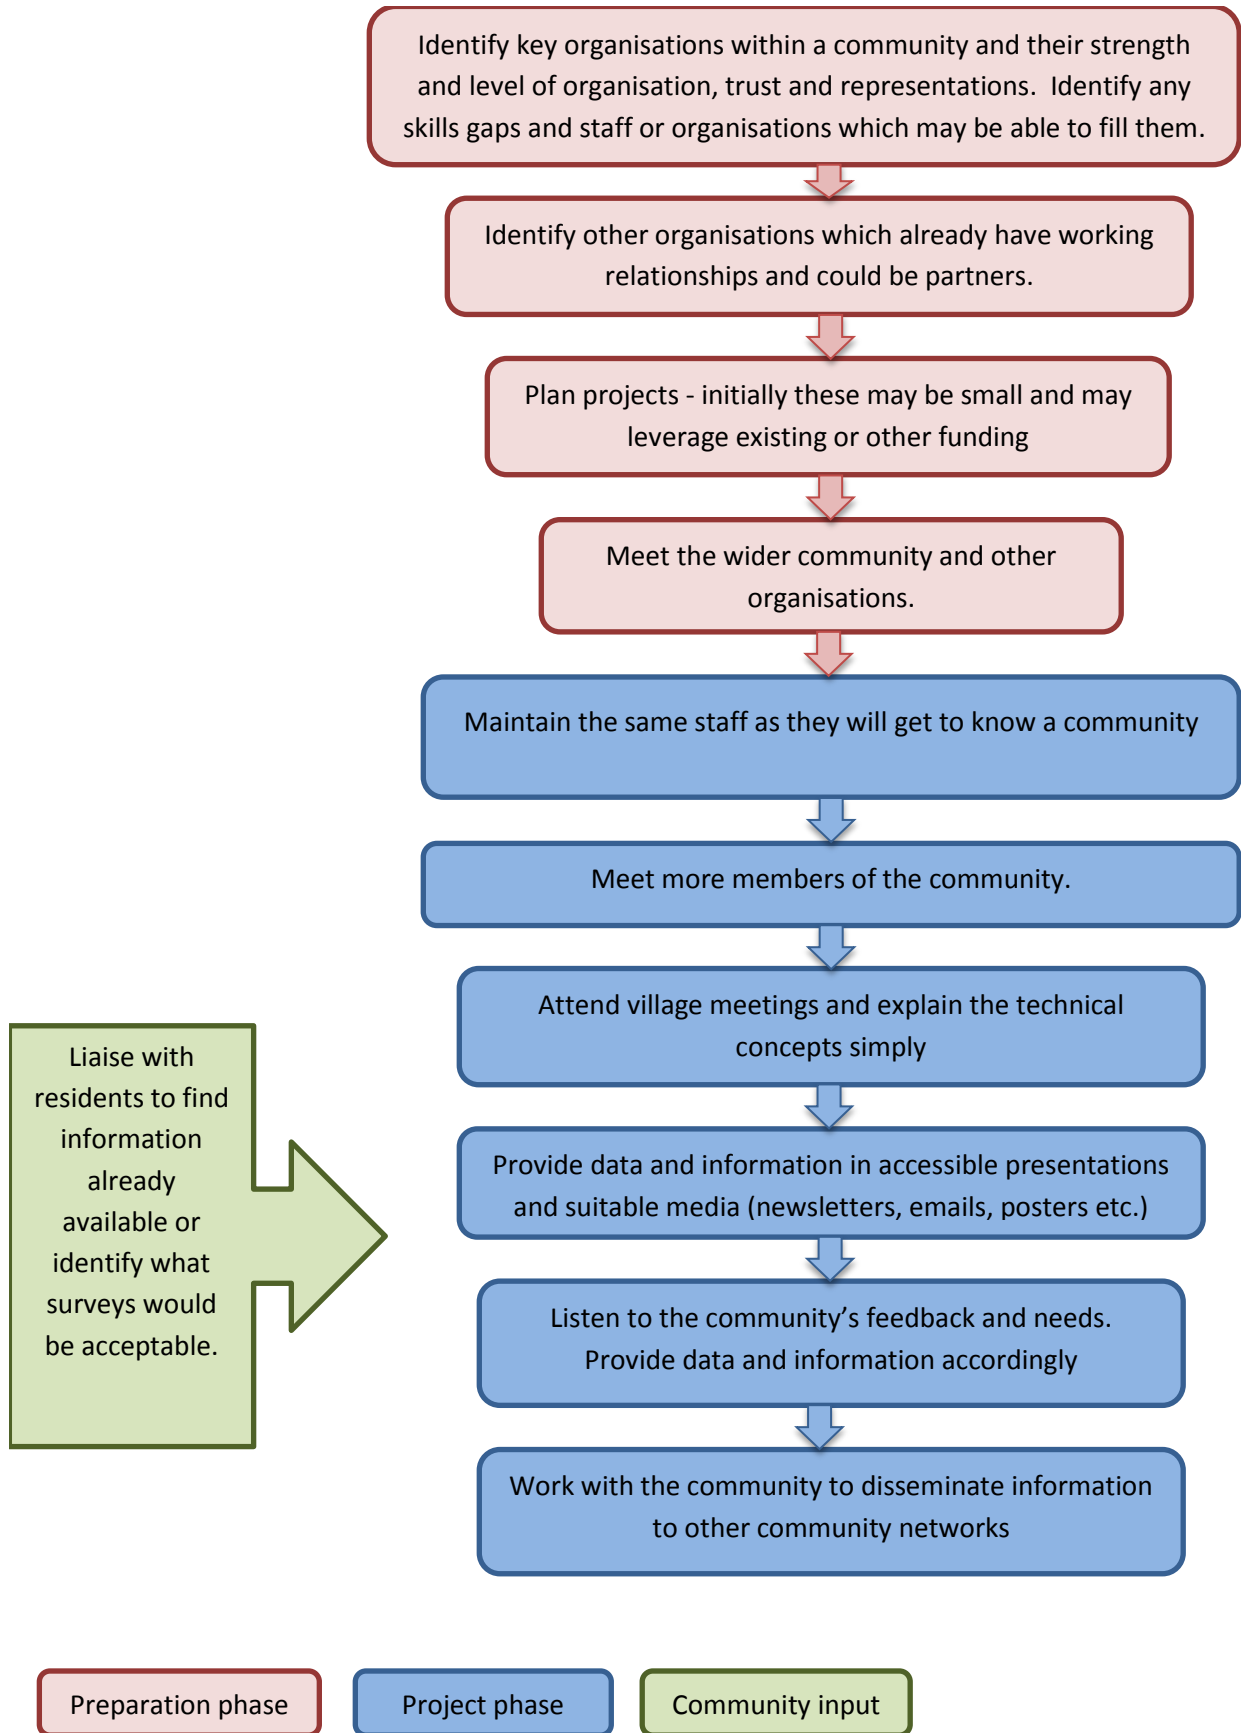 Identify key organisations within a community and their strength
and level of organisation, trust and representations.  Identify any
skills gaps and staff or organisations which may be able to fill them.
Identify other organisations which already have working
relationships and could be partners.
Plan projects - initially these may be small and may
leverage existing or other funding
Meet the wider community and other
organisations.
Maintain the same staff as they will get to know a community
Meet more members of the community.
Attend village meetings and explain the technical
concepts simply
Liaise with
residents to find
information
already
available or
identify what
surveys would
be acceptable.
Provide data and information in accessible presentations
and suitable media (newsletters, emails, posters etc.)
Listen to the community’s feedback and needs.
Provide data and information accordingly
Work with the community to disseminate information
to other community networks
Preparation phase
Project phase
Community input